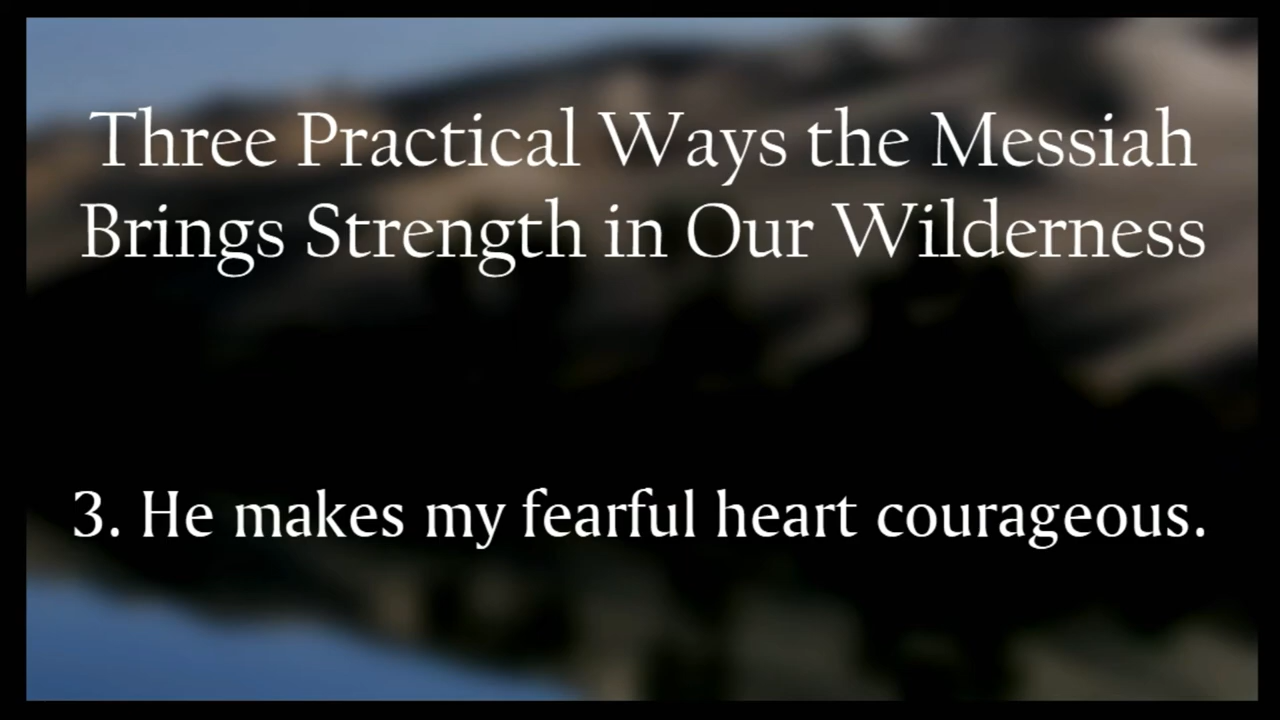 Three Practical Ways the Messiah
Brings Strength in Our Wilderness
3. He makes my fearful heart courageous.